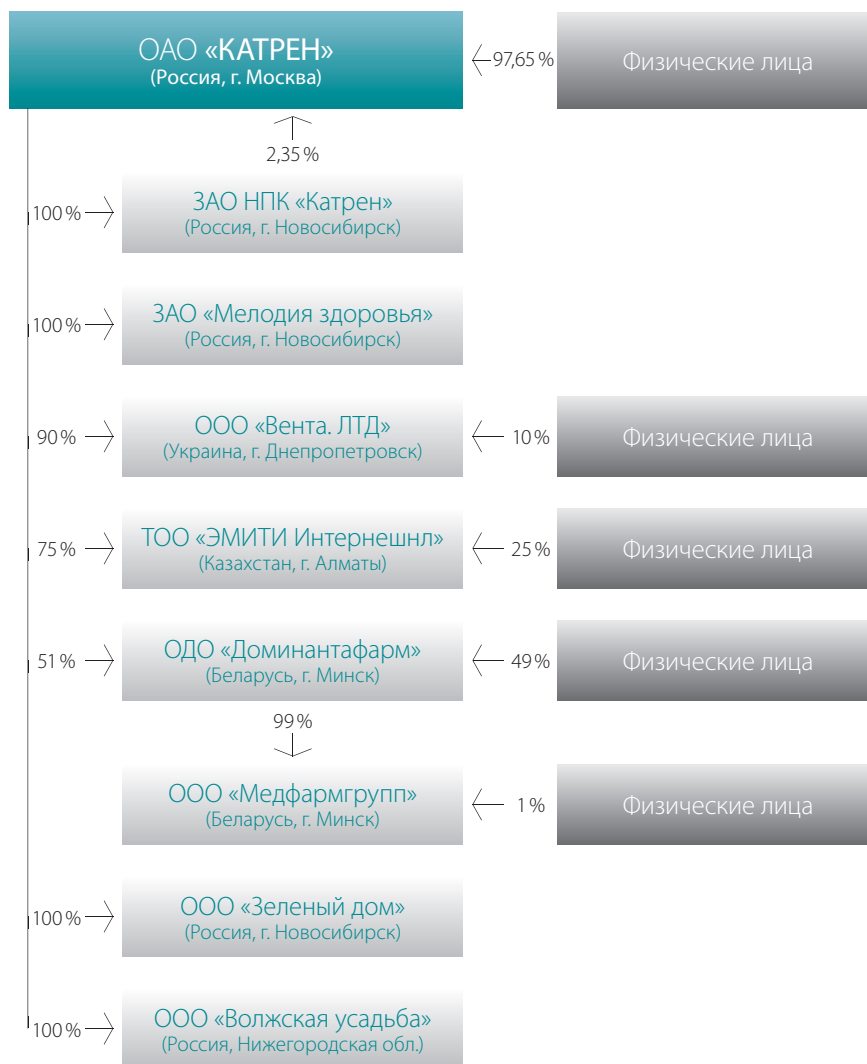 ОАО «КАТРЕН»
(Россия, г. Москва)
97,65 %
Физические лица
2,35 %
100 %
ЗАО НПК «Катрен»
(Россия, г. Новосибирск)
100 %
ЗАО «Мелодия здоровья»
(Россия, г. Новосибирск)
90 %
ООО «Вента. ЛТД»
(Украина, г. Днепропетровск)
10 %
Физические лица
75 %
ТОО «ЭМИТИ Интернешнл»
(Казахстан, г. Алматы)
25 %
Физические лица
51 %
ОДО «Доминантафарм»
(Беларусь, г. Минск)
49 %
Физические лица
99 %
ООО «Медфармгрупп»
(Беларусь, г. Минск)
1 %
Физические лица
100 %
ООО «Зеленый дом»
(Россия, г. Новосибирск)
100 %
ООО «Волжская усадьба»
(Россия, Нижегородская обл.)